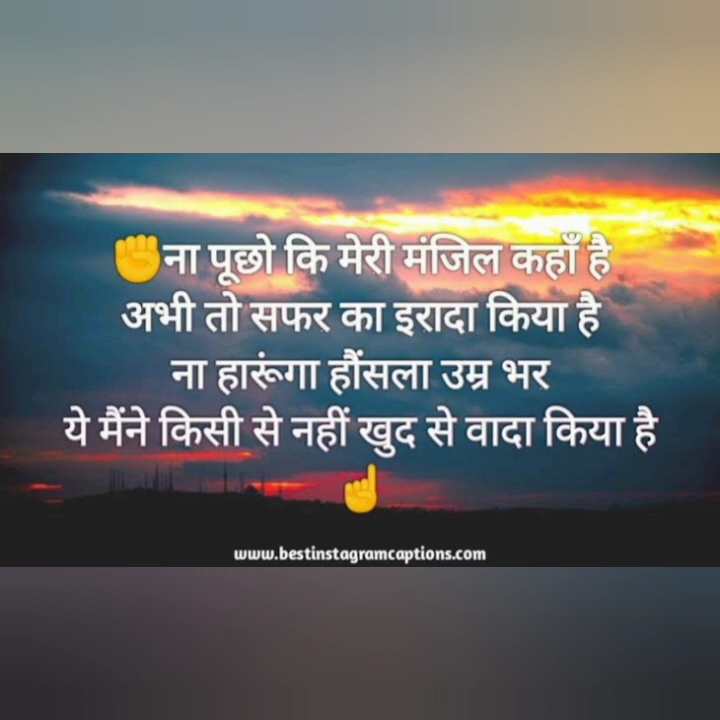 ✊ना पूछो कि मेरी मंजिल कहाँ है
अभी तो सफर का इरादा किया है
ना हारूंगा हौंसला उम्र भर
ये मैंने किसी से नहीं खुद से वादा किया है
☝
www.bestinstagramcaptions.com